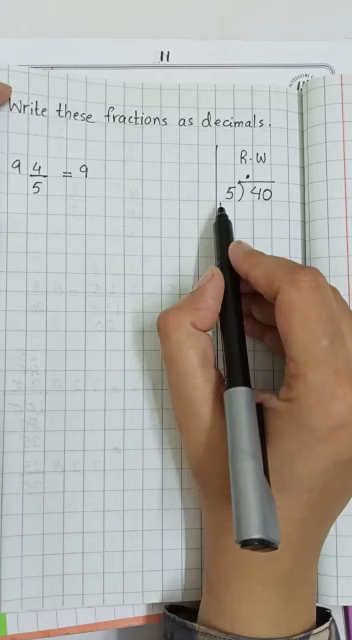 11
Write these fractions as decimals.
R.W
9 4/5 = 9
.
5) 40